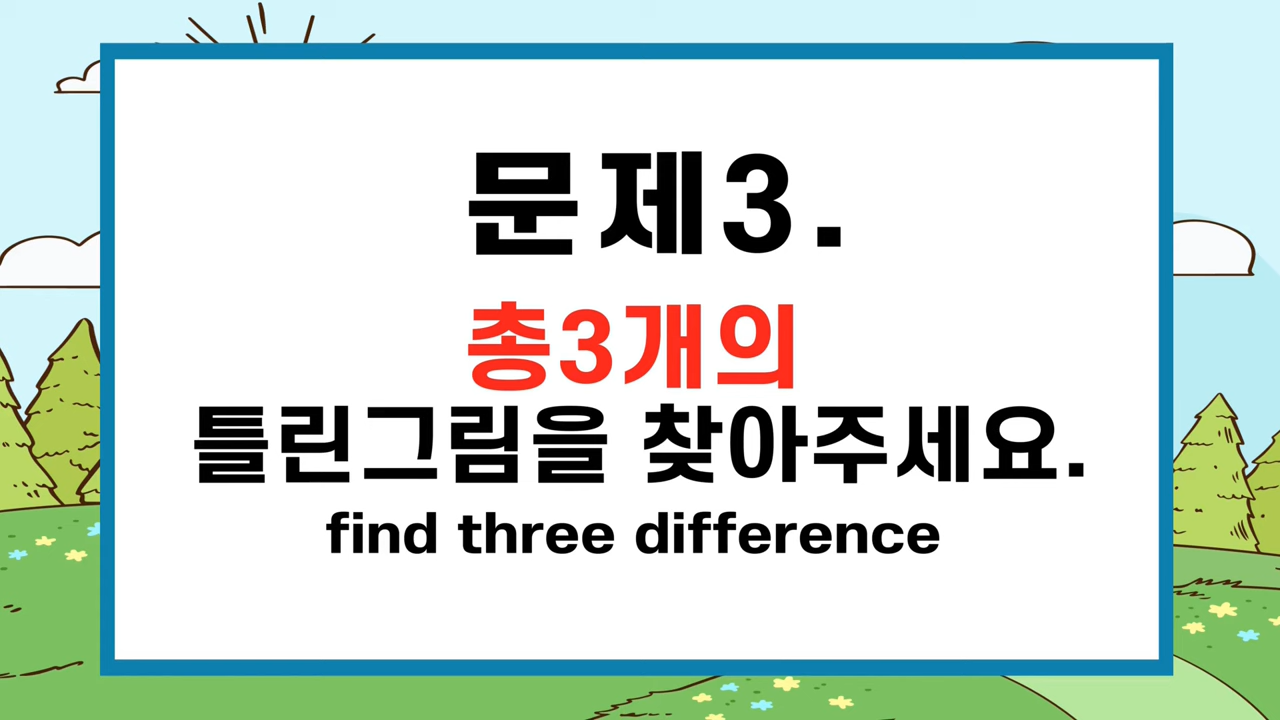 문제3.
총3개의
틀린그림을 찾아주세요.
find three difference